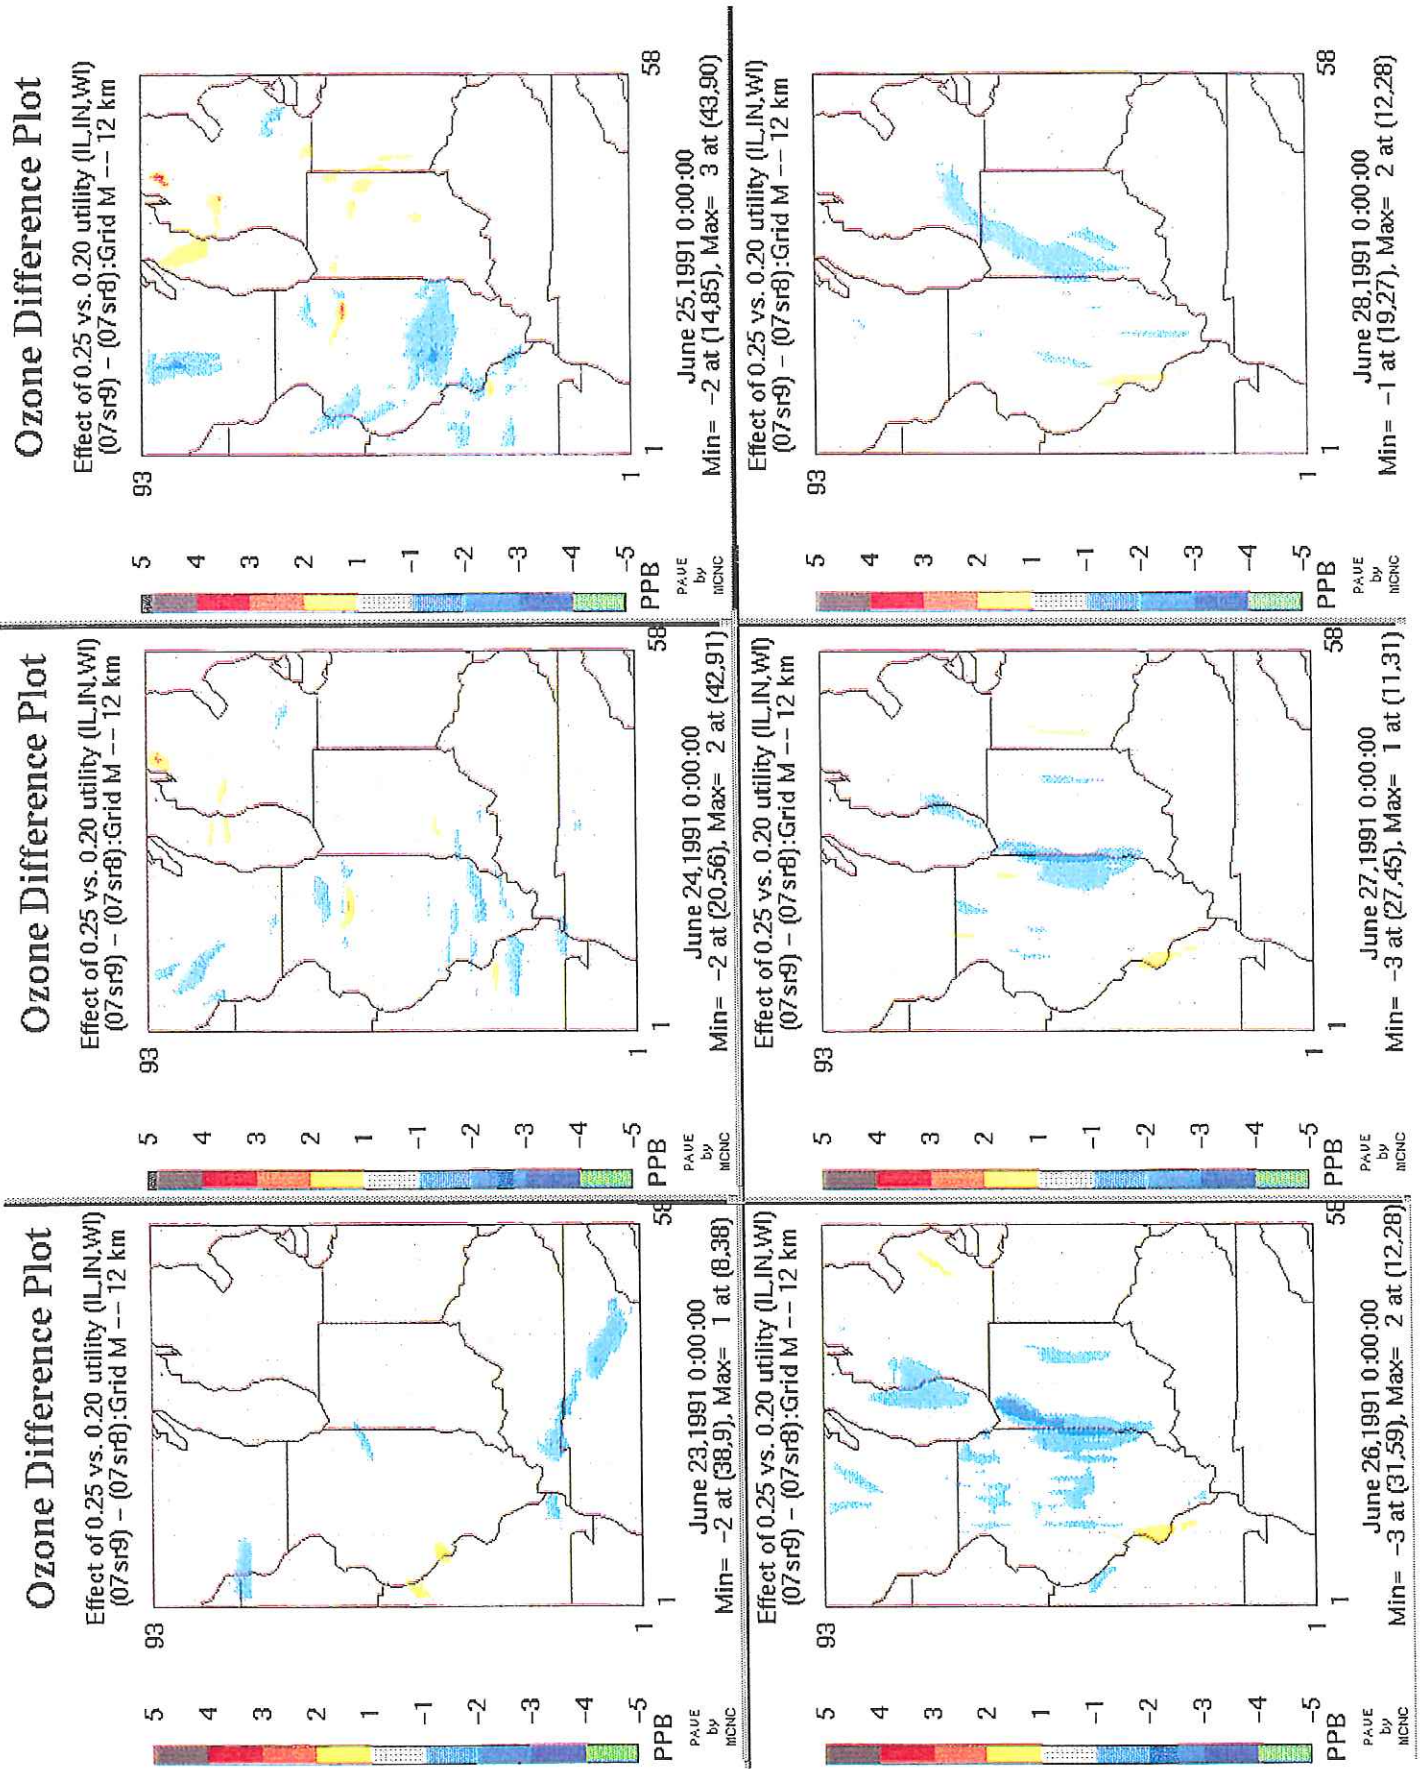 Ozone Difference Plot
Effect of 0.25 vs. 0.20 utility (IL,IN,WI)
(07sr9) – (07sr8):Grid M --- 12 km
5
4
3
2
1
-1
-2
-3
-4
-5
PPB
PAVE
by
MCNC
93
1
1
58
June 23,1991 0:00:00
Min= -2 at (38,9), Max= 1 at (8,38)
Ozone Difference Plot
Effect of 0.25 vs. 0.20 utility (IL,IN,WI)
(07sr9) – (07sr8):Grid M --- 12 km
5
4
3
2
1
-1
-2
-3
-4
-5
PPB
PAVE
by
MCNC
93
1
1
58
June 24,1991 0:00:00
Min= -2 at (20,56), Max= 2 at (42,91)
Ozone Difference Plot
Effect of 0.25 vs. 0.20 utility (IL,IN,WI)
(07sr9) – (07sr8):Grid M --- 12 km
5
4
3
2
1
-1
-2
-3
-4
-5
PPB
PAVE
by
MCNC
93
1
1
58
June 25,1991 0:00:00
Min= -2 at (14,85), Max= 3 at (43,90)
Effect of 0.25 vs. 0.20 utility (IL,IN,WI)
(07sr9) – (07sr8):Grid M --- 12 km
5
4
3
2
1
-1
-2
-3
-4
-5
PPB
PAVE
by
MCNC
93
1
1
58
June 26,1991 0:00:00
Min= -3 at (31,59), Max= 2 at (12,28)
Effect of 0.25 vs. 0.20 utility (IL,IN,WI)
(07sr9) – (07sr8):Grid M --- 12 km
5
4
3
2
1
-1
-2
-3
-4
-5
PPB
PAVE
by
MCNC
93
1
1
58
June 27,1991 0:00:00
Min= -3 at (27,45), Max= 1 at (11,31)
Effect of 0.25 vs. 0.20 utility (IL,IN,WI)
(07sr9) – (07sr8):Grid M --- 12 km
5
4
3
2
1
-1
-2
-3
-4
-5
PPB
PAVE
by
MCNC
93
1
1
58
June 28,1991 0:00:00
Min= -1 at (19,27), Max= 2 at (12,28)